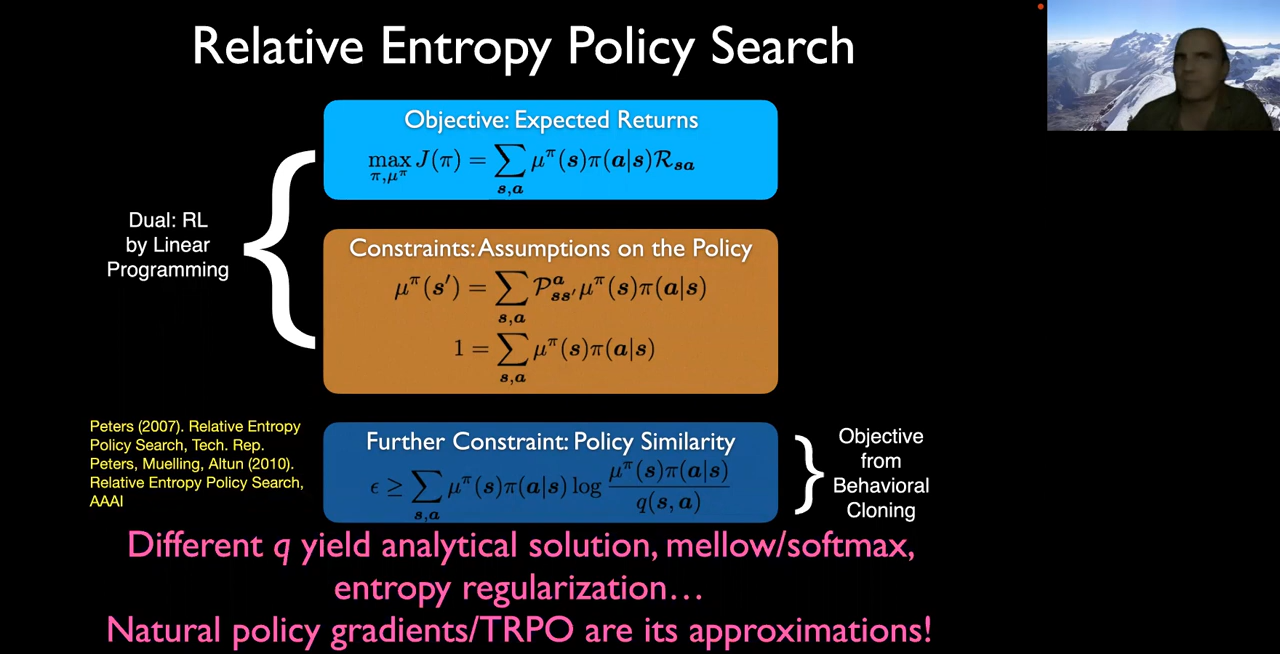 Relative Entropy Policy Search
Objective: Expected Returns
max J(π) = ∑ μ^π(s)π(a|s)R_sa
π,μ^π s,a
Dual: RL
by Linear
Programming
Constraints: Assumptions on the Policy
μ^π(s′) = ∑ P^a_ss′ μ^π(s)π(a|s)
s,a
1 = ∑ μ^π(s)π(a|s)
s,a
Peters (2007). Relative Entropy
Policy Search, Tech. Rep.
Peters, Muelling, Altun (2010).
Relative Entropy Policy Search,
AAAI
Further Constraint: Policy Similarity
ϵ ≥ ∑ μ^π(s)π(a|s) log μ^π(s)π(a|s) / q(s, a)
s,a
Objective
from
Behavioral
Cloning
Different q yield analytical solution, mellow/softmax,
entropy regularization…
Natural policy gradients/TRPO are its approximations!